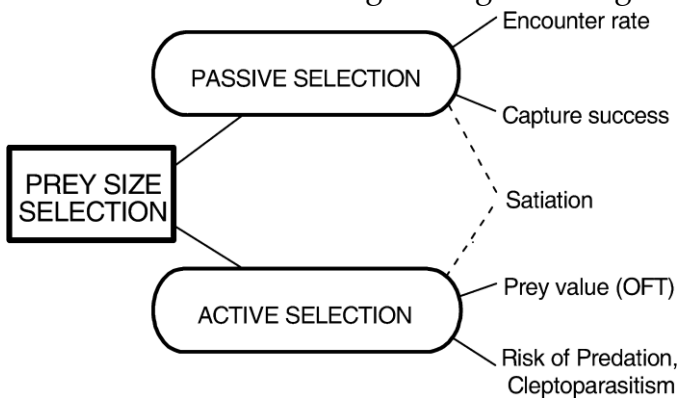 Encounter rate
PASSIVE SELECTION
Capture success
PREY SIZE
SELECTION
Satiation
Prey value (OFT)
ACTIVE SELECTION
Risk of Predation,
Cleptoparasitism